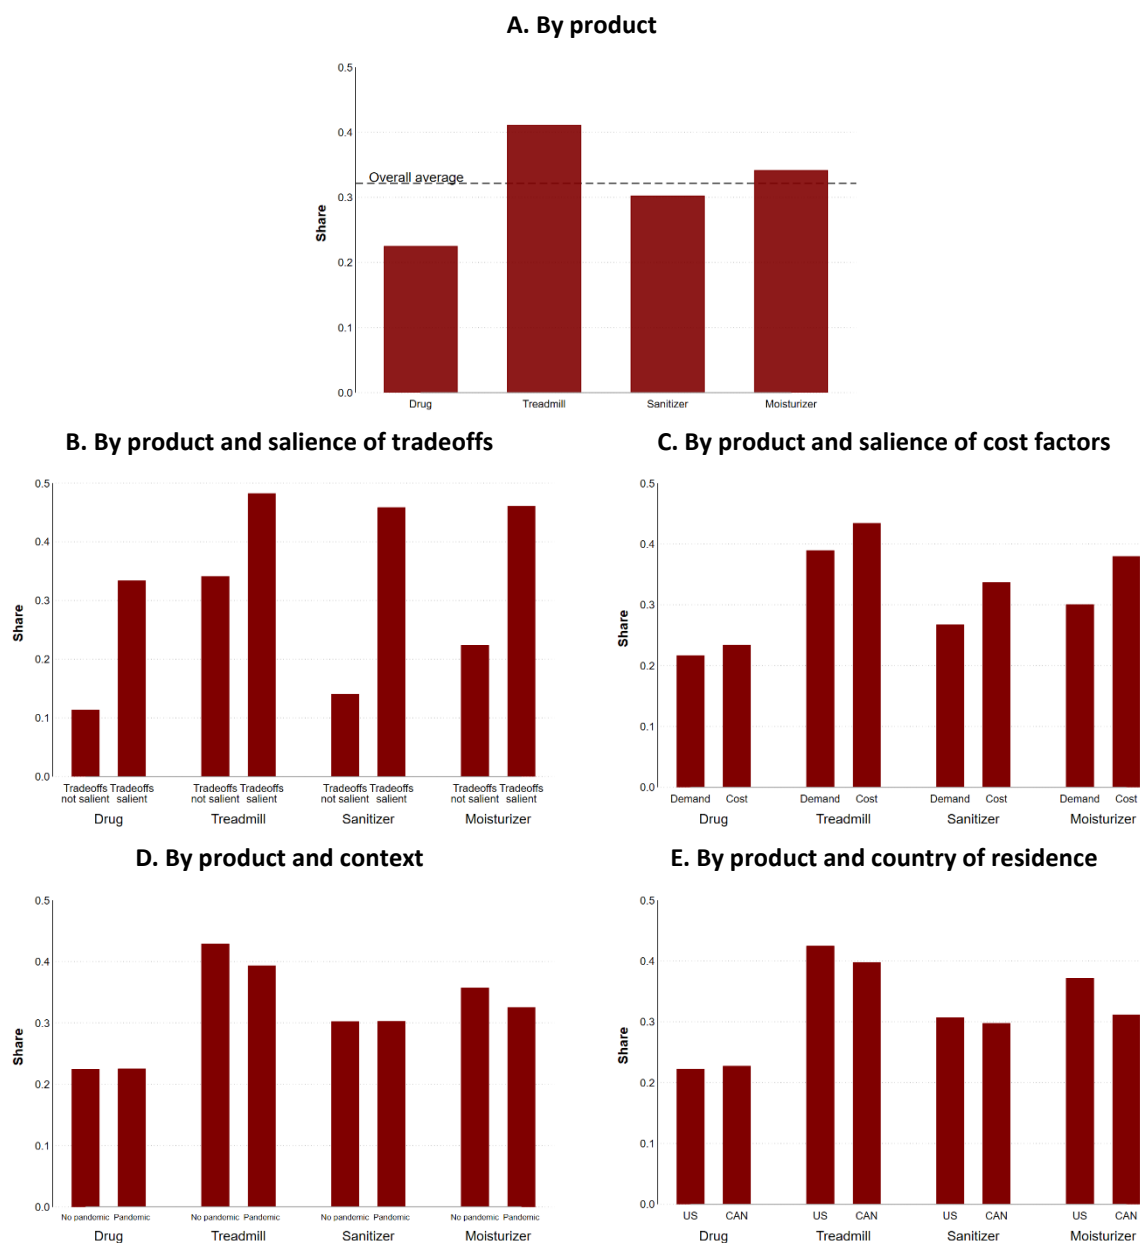 A. By product
0.5
0.4
Overall average
0.3
Share
0.2
0.1
0.0
Drug Treadmill Sanitizer Moisturizer
B. By product and salience of tradeoffs
0.5
0.4
0.3
Share
0.2
0.1
0.0
Tradeoffs Tradeoffs Tradeoffs Tradeoffs Tradeoffs Tradeoffs Tradeoffs Tradeoffs
not salient salient not salient salient not salient salient not salient salient
Drug Treadmill Sanitizer Moisturizer
C. By product and salience of cost factors
0.5
0.4
0.3
Share
0.2
0.1
0.0
Demand Cost Demand Cost Demand Cost Demand Cost
Drug Treadmill Sanitizer Moisturizer
D. By product and context
0.5
0.4
0.3
Share
0.2
0.1
0.0
No pandemic Pandemic No pandemic Pandemic No pandemic Pandemic No pandemic Pandemic
Drug Treadmill Sanitizer Moisturizer
E. By product and country of residence
0.5
0.4
0.3
Share
0.2
0.1
0.0
US CAN US CAN US CAN US CAN
Drug Treadmill Sanitizer Moisturizer